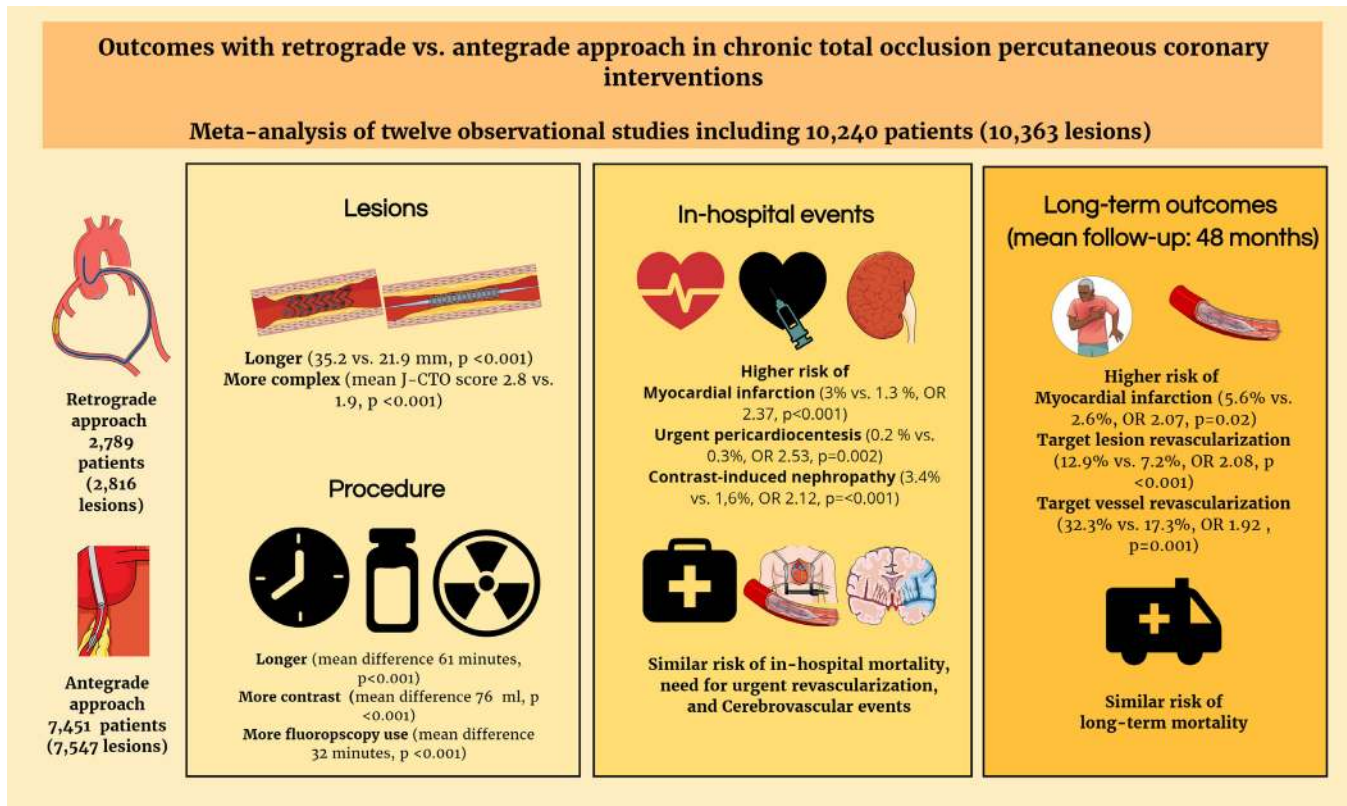 Outcomes with retrograde vs. antegrade approach in chronic total occlusion percutaneous coronary
interventions
Meta-analysis of twelve observational studies including 10,240 patients (10,363 lesions)
Retrograde
approach
2,789
patients
(2,816
lesions)
Antegrade
approach
7,451 patients
(7,547 lesions)
Lesions
Longer (35.2 vs. 21.9 mm, p <0.001)
More complex (mean J-CTO score 2.8 vs.
1.9, p <0.001)
Procedure
Longer (mean difference 61 minutes,
p<0.001)
More contrast (mean difference 76 ml, p
<0.001)
More fluoropscopy use (mean difference
32 minutes, p <0.001)
In-hospital events
Higher risk of
Myocardial infarction (3% vs. 1.3 %, OR
2.37, p<0.001)
Urgent pericardiocentesis (0.2 % vs.
0.3%, OR 2.53, p=0.002)
Contrast-induced nephropathy (3.4%
vs. 1,6%, OR 2.12, p=<0.001)
Similar risk of in-hospital mortality,
need for urgent revascularization,
and Cerebrovascular events
Long-term outcomes
(mean follow-up: 48 months)
Higher risk of
Myocardial infarction (5.6% vs.
2.6%, OR 2.07, p=0.02)
Target lesion revascularization
(12.9% vs. 7.2%, OR 2.08, p
<0.001)
Target vessel revascularization
(32.3% vs. 17.3%, OR 1.92 ,
p=0.001)
Similar risk of
long-term mortality